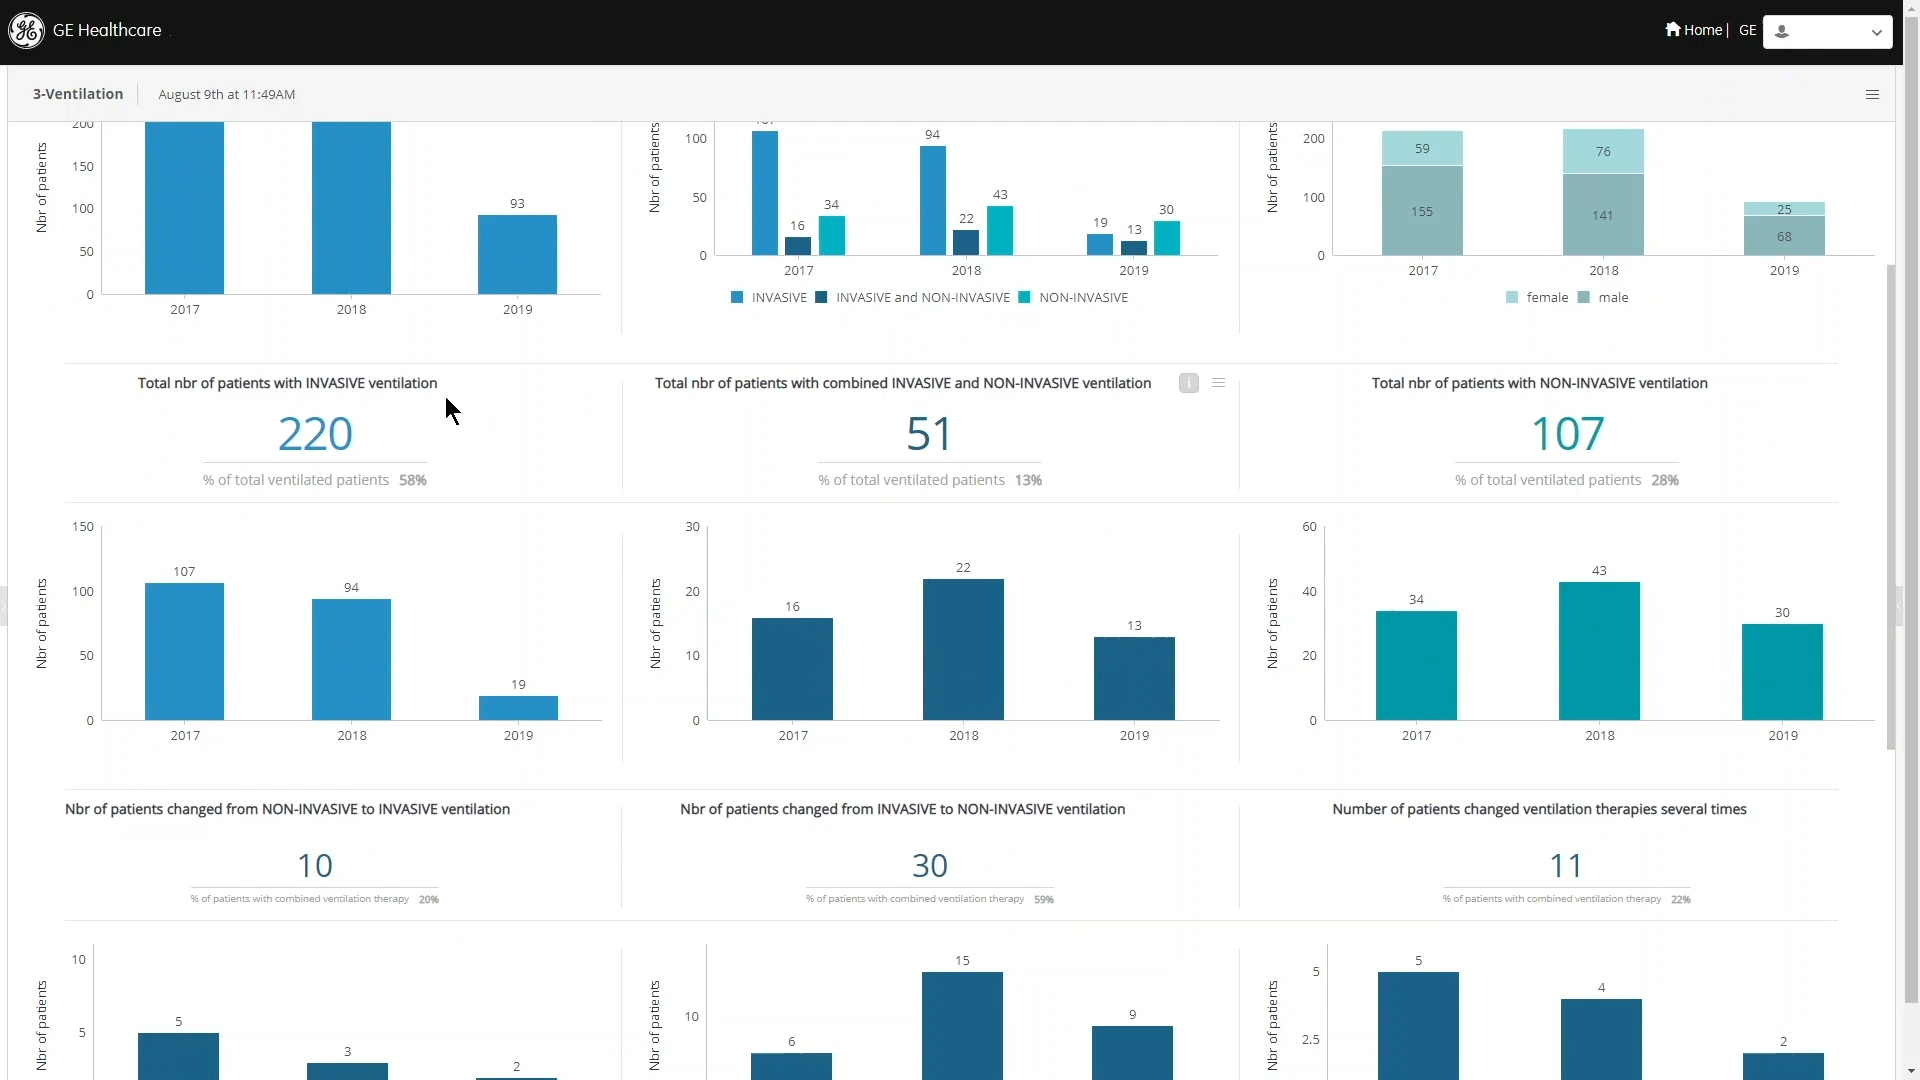 GE Healthcare
Home | GE
3-Ventilation August 9th at 11:49AM
200
150
100
50
0
Nbr of patients
93
2017 2018 2019
100
50
0
Nbr of patients
94
34
16
43
22
19
13
30
2017 2018 2019
INVASIVE INVASIVE and NON-INVASIVE NON-INVASIVE
200
100
0
Nbr of patients
59
155
76
141
25
68
2017 2018 2019
female male
Total nbr of patients with INVASIVE ventilation
220
% of total ventilated patients 58%
Total nbr of patients with combined INVASIVE and NON-INVASIVE ventilation
51
% of total ventilated patients 13%
Total nbr of patients with NON-INVASIVE ventilation
107
% of total ventilated patients 28%
150
100
50
0
Nbr of patients
107
94
19
2017 2018 2019
30
20
10
0
Nbr of patients
16
22
13
2017 2018 2019
60
40
20
0
Nbr of patients
34
43
30
2017 2018 2019
Nbr of patients changed from NON-INVASIVE to INVASIVE ventilation
10
% of patients with combined ventilation therapy 20%
Nbr of patients changed from INVASIVE to NON-INVASIVE ventilation
30
% of patients with combined ventilation therapy 59%
Number of patients changed ventilation therapies several times
11
% of patients with combined ventilation therapy 22%
10
5
Nbr of patients
5
3
2
10
Nbr of patients
6
15
9
5
2.5
Nbr of patients
5
4
2